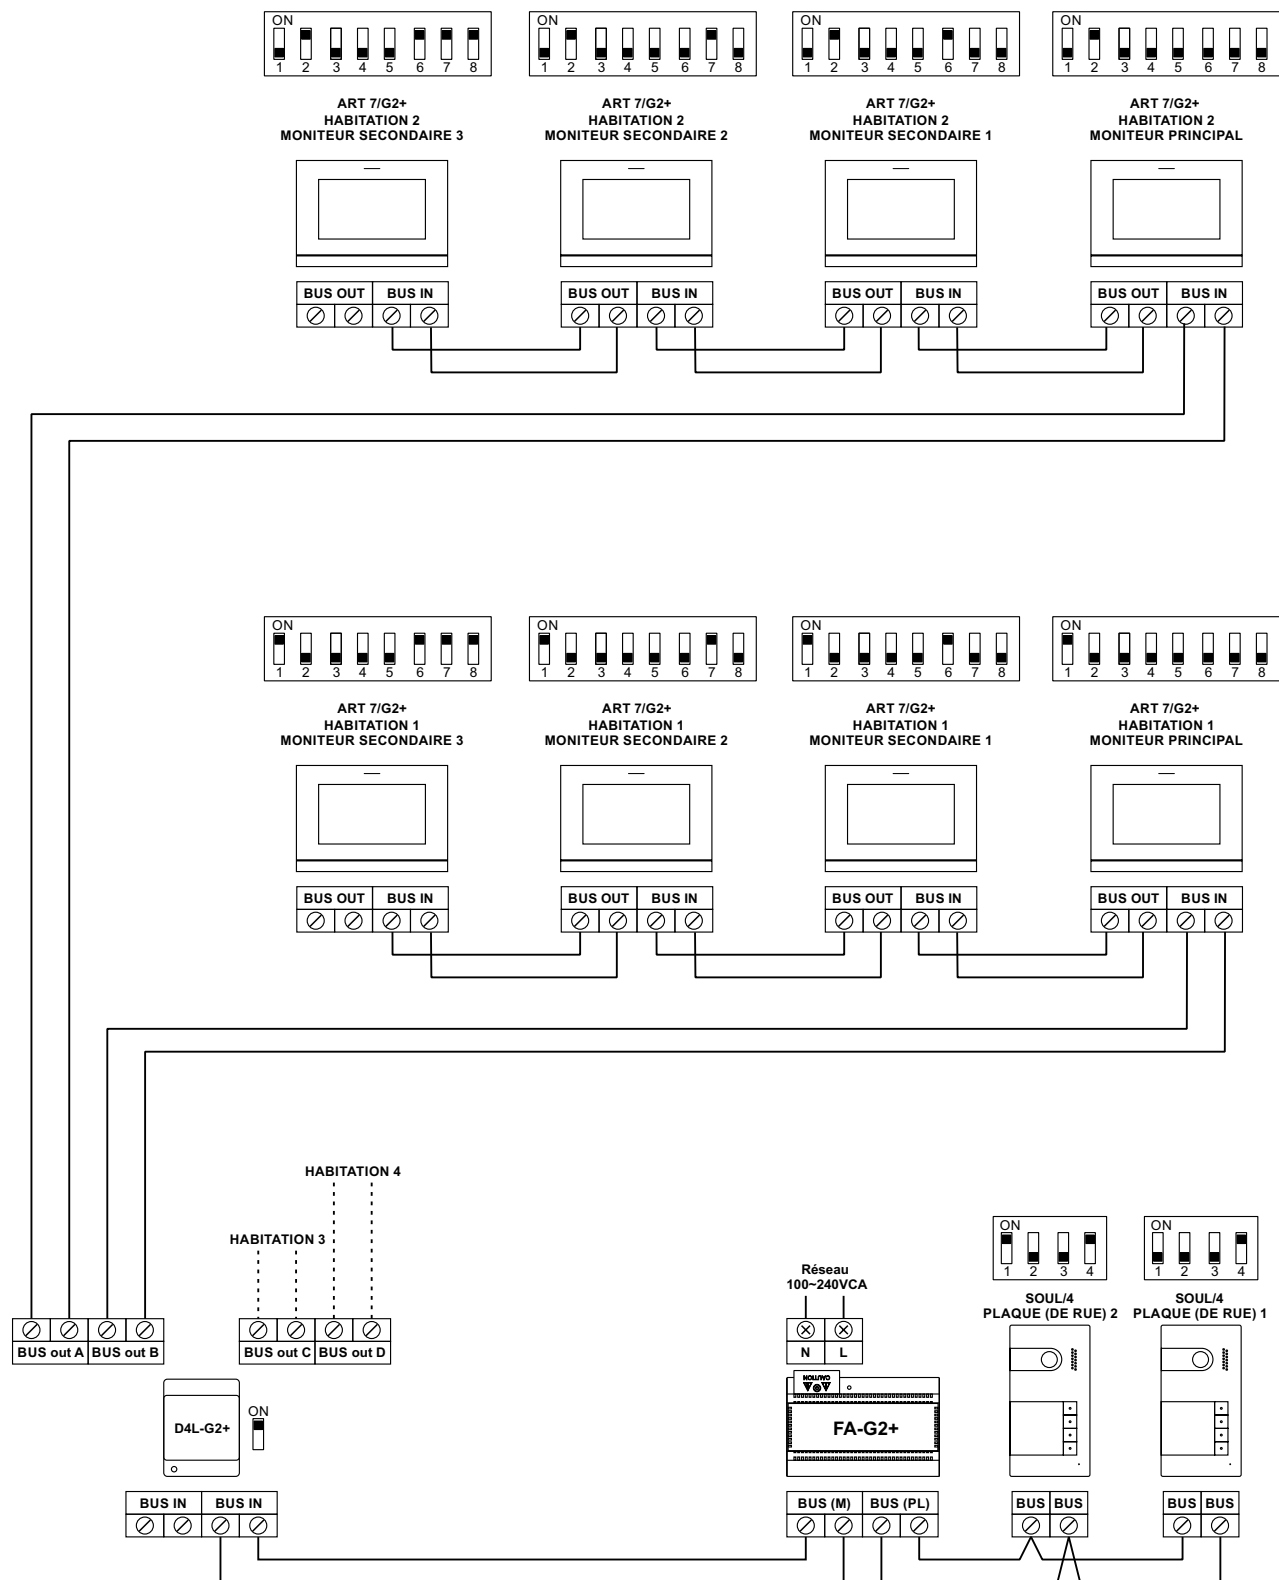 ON ON ON ON
1 2 3 4 5 6 7 8 1 2 3 4 5 6 7 8 1 2 3 4 5 6 7 8 1 2 3 4 5 6 7 8
ART 7/G2+ ART 7/G2+ ART 7/G2+ ART 7/G2+
HABITATION 2 HABITATION 2 HABITATION 2 HABITATION 2
MONITEUR SECONDAIRE 3 MONITEUR SECONDAIRE 2 MONITEUR SECONDAIRE 1 MONITEUR PRINCIPAL
BUS OUT BUS IN BUS OUT BUS IN BUS OUT BUS IN BUS OUT BUS IN
ON ON ON ON
1 2 3 4 5 6 7 8 1 2 3 4 5 6 7 8 1 2 3 4 5 6 7 8 1 2 3 4 5 6 7 8
ART 7/G2+ ART 7/G2+ ART 7/G2+ ART 7/G2+
HABITATION 1 HABITATION 1 HABITATION 1 HABITATION 1
MONITEUR SECONDAIRE 3 MONITEUR SECONDAIRE 2 MONITEUR SECONDAIRE 1 MONITEUR PRINCIPAL
BUS OUT BUS IN BUS OUT BUS IN BUS OUT BUS IN BUS OUT BUS IN
HABITATION 4
HABITATION 3
ON ON
1 2 3 4 1 2 3 4
Réseau
100~240VCA
SOUL/4 SOUL/4
PLAQUE (DE RUE) 2 PLAQUE (DE RUE) 1
BUS out A BUS out B BUS out C BUS out D N L
CAUTION
ON
D4L-G2+ FA-G2+
BUS IN BUS IN BUS (M) BUS (PL) BUS BUS BUS BUS